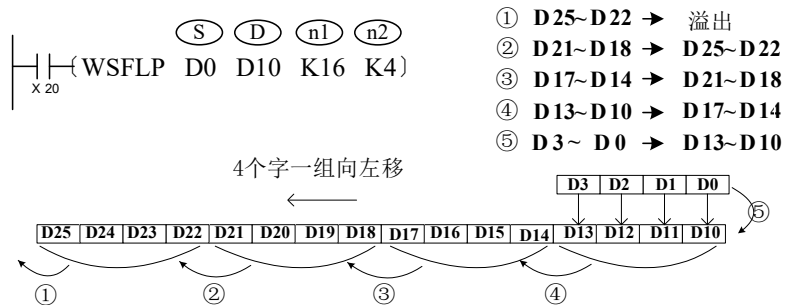 S D n1 n2
X 20
WSFLP D0 D10 K16 K4
① D25~D22 → 溢出
② D21~D18 → D25~D22
③ D17~D14 → D21~D18
④ D13~D10 → D17~D14
⑤ D3~ D0 → D13~D10
4个字一组向左移
D3 D2 D1 D0
⑤
D25 D24 D23 D22 D21 D20 D19 D18 D17 D16 D15 D14 D13 D12 D11 D10
① ② ③ ④